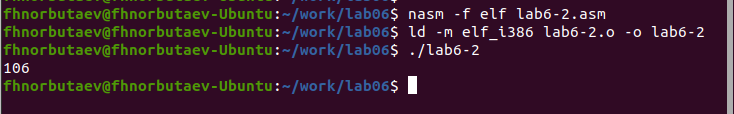 fhnorbutaev@fhnorbutaev-Ubuntu:~/work/lab06$ nasm -f elf lab6-2.asm
fhnorbutaev@fhnorbutaev-Ubuntu:~/work/lab06$ ld -m elf_i386 lab6-2.o -o lab6-2
fhnorbutaev@fhnorbutaev-Ubuntu:~/work/lab06$ ./lab6-2
106
fhnorbutaev@fhnorbutaev-Ubuntu:~/work/lab06$